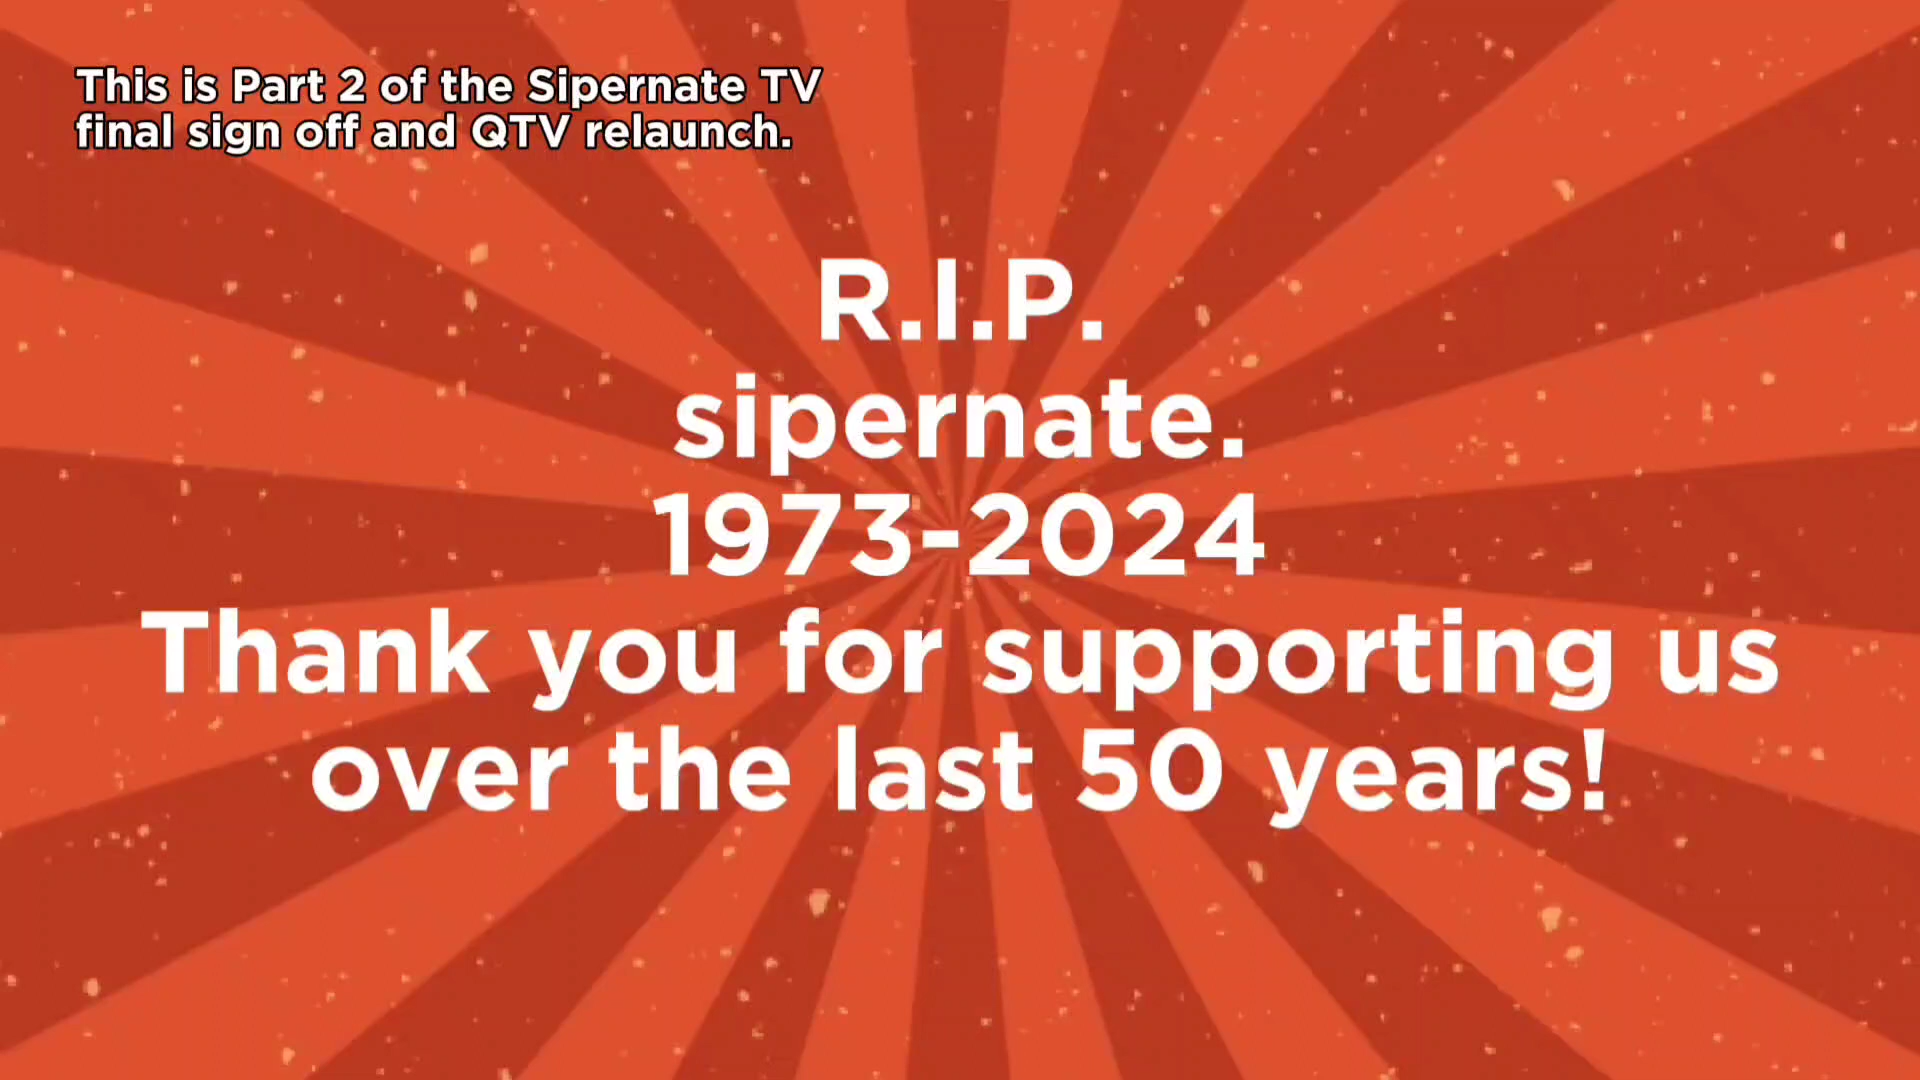 This is Part 2 of the Sipernate TV
final sign off and QTV relaunch.
R.I.P.
sipernate.
1973-2024
Thank you for supporting us
over the last 50 years!